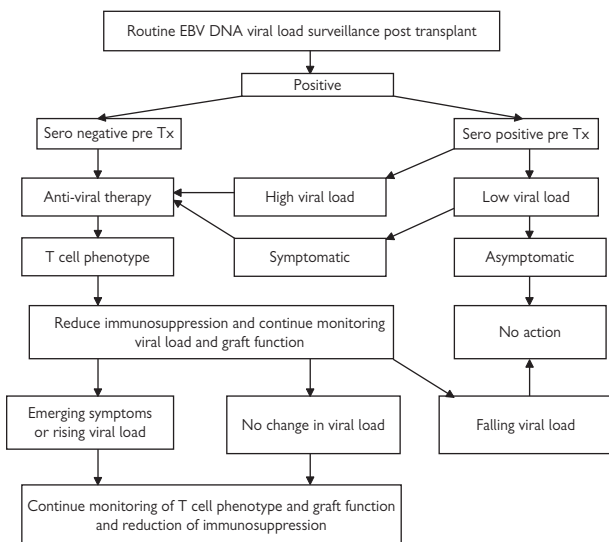 Routine EBV DNA viral load surveillance post transplant
Positive
Sero negative pre Tx
Sero positive pre Tx
Anti-viral therapy
High viral load
Low viral load
T cell phenotype
Symptomatic
Asymptomatic
Reduce immunosuppression and continue monitoring
viral load and graft function
No action
Emerging symptoms
or rising viral load
No change in viral load
Falling viral load
Continue monitoring of T cell phenotype and graft function
and reduction of immunosuppression